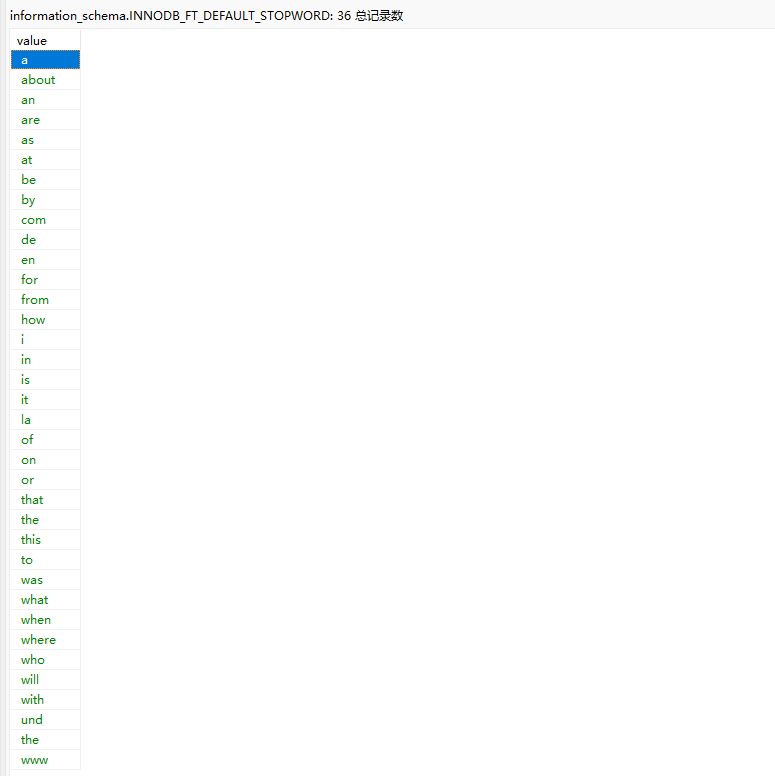 information_schema.INNODB_FT_DEFAULT_STOPWORD: 36 总记录数
value
a
about
an
are
as
at
be
by
com
de
en
for
from
how
i
in
is
it
la
of
on
or
that
the
this
to
was
what
when
where
who
will
with
und
the
www